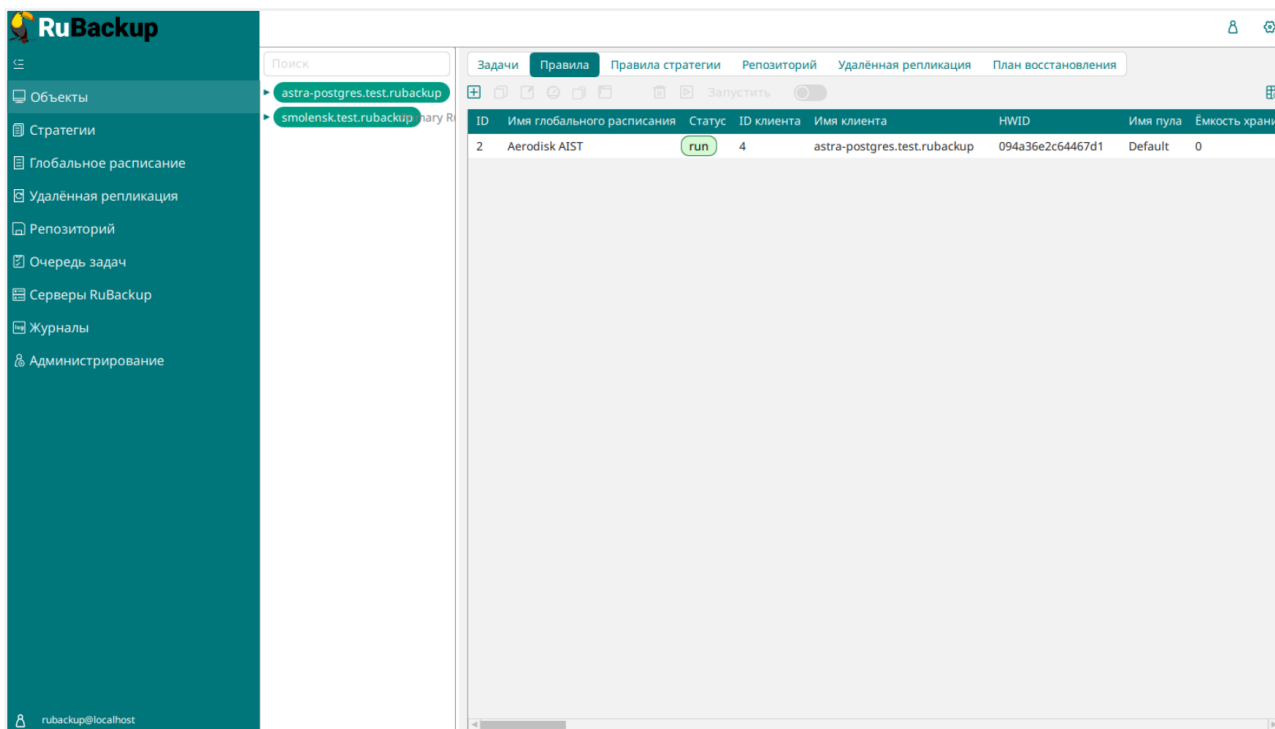 RuBackup
Объекты
Стратегии
Глобальное расписание
Удалённая репликация
Репозиторий
Очередь задач
Серверы RuBackup
Журналы
Администрирование
rubackup@localhost
Поиск
astra-postgres.test.rubackup
smolensk.test.rubackup
Задачи Правила Правила стратегии Репозиторий Удалённая репликация План восстановления
Запустить
ID Имя глобального расписания Статус ID клиента Имя клиента HWID Имя пула Ёмкость храни
2 Aerodisk AIST run 4 astra-postgres.test.rubackup 094a36e2c64467d1 Default 0